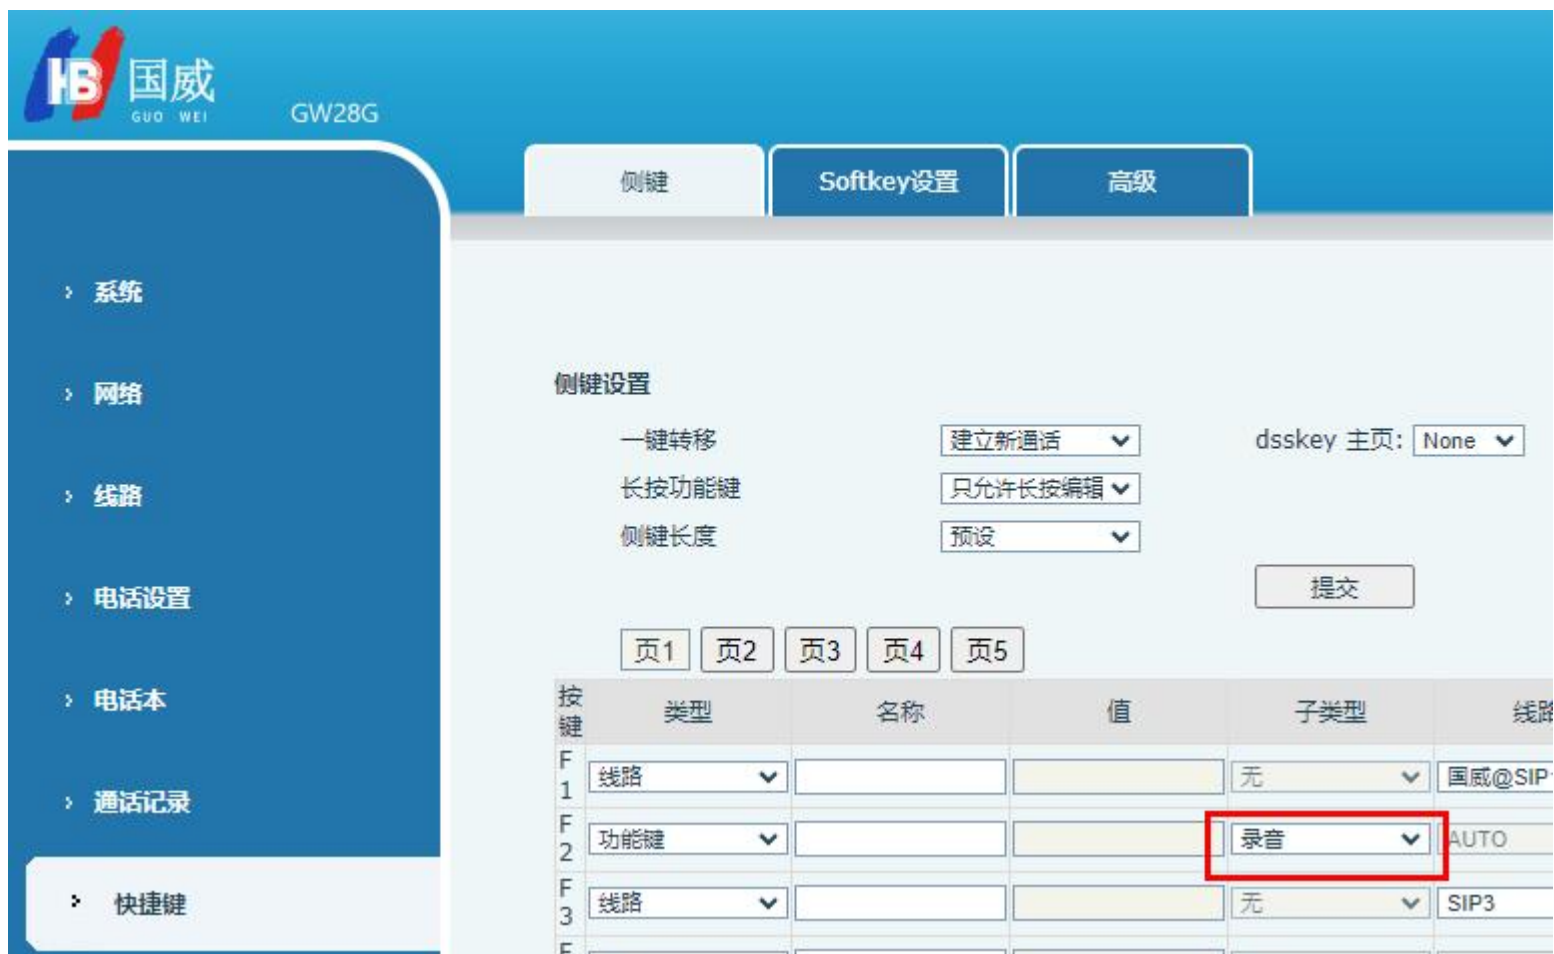 国威
GUO WEI
GW28G
侧键
Softkey设置
高级
系统
网络
线路
电话设置
电话本
通话记录
快捷键
侧键设置
一键转移 建立新通话 dsskey 主页: None
长按功能键 只允许长按编辑
侧键长度 预设
提交
页1 页2 页3 页4 页5
按键 类型 名称 值 子类型 线路
F1 线路 无 国威@SIP
F2 功能键 录音 AUTO
F3 线路 无 SIP3